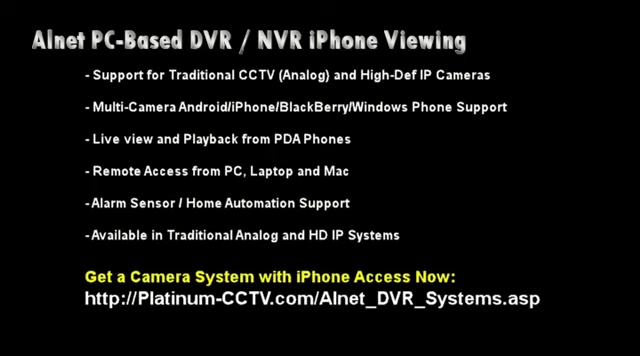 Alnet PC-Based DVR / NVR iPhone Viewing
- Support for Traditional CCTV (Analog) and High-Def IP Cameras
- Multi-Camera Android/iPhone/BlackBerry/Windows Phone Support
- Live view and Playback from PDA Phones
- Remote Access from PC, Laptop and Mac
- Alarm Sensor / Home Automation Support
- Available in Traditional Analog and HD IP Systems
Get a Camera System with iPhone Access Now:
http://Platinum-CCTV.com/Alnet_DVR_Systems.asp